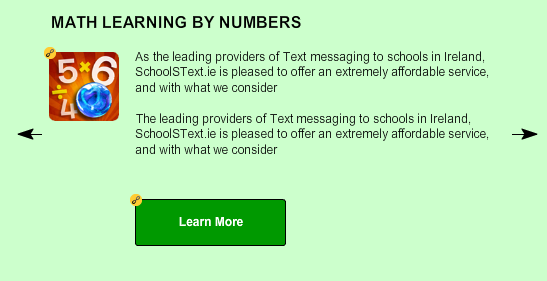 MATH LEARNING BY NUMBERS
5×6
÷
4
As the leading providers of Text messaging to schools in Ireland,
SchoolSText.ie is pleased to offer an extremely affordable service,
and with what we consider
The leading providers of Text messaging to schools in Ireland,
SchoolSText.ie is pleased to offer an extremely affordable service,
and with what we consider
Learn More